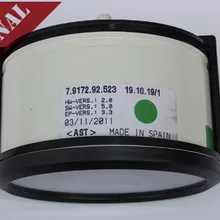 NAL
7.9172.92.523 19.10.19/1
HW-VERS.: 2.0
SW-VERS.: 5.0
EP-VERS.: 3.3
03/11/2011
<AST> MADE IN SPAIN